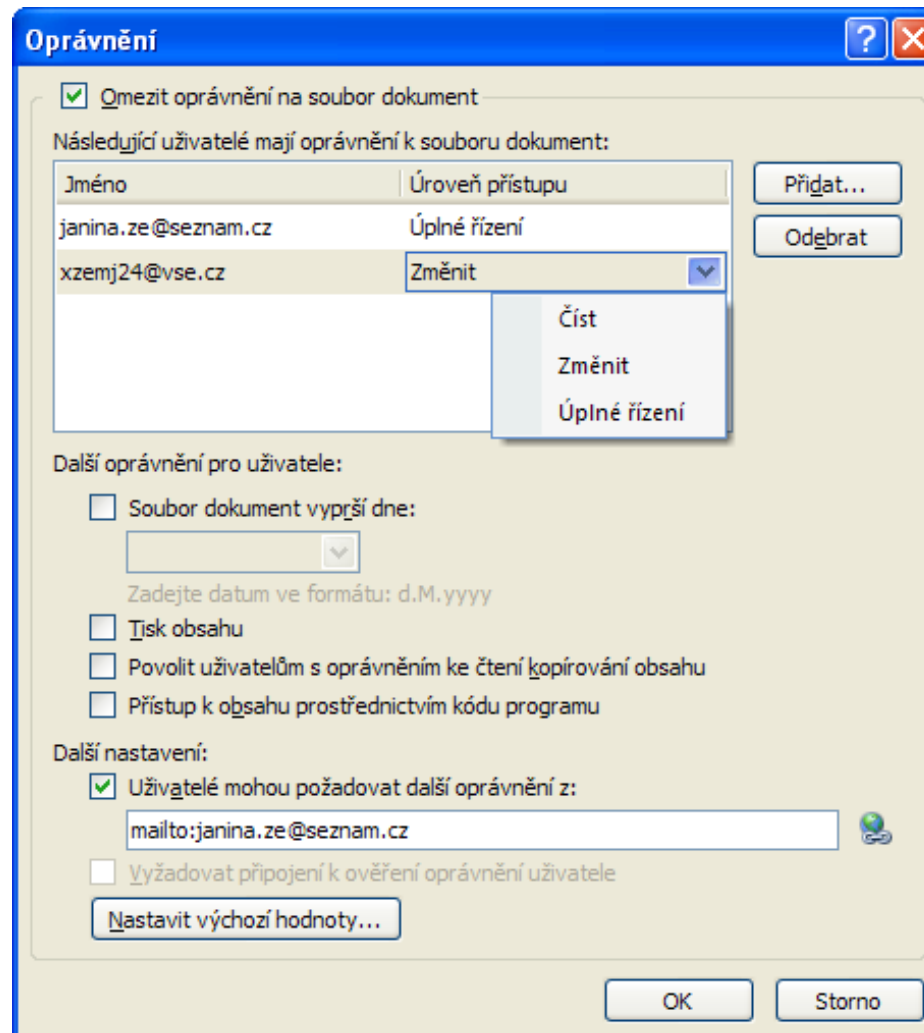 Oprávnění
Omezit oprávnění na soubor dokument
Následující uživatelé mají oprávnění k souboru dokument:
Jméno Úroveň přístupu Přidat...
janina.ze@seznam.cz Úplné řízení
Odebrat
xzemj24@vse.cz Změnit
Číst
Změnit
Úplné řízení
Další oprávnění pro uživatele:
Soubor dokument vyprší dne:
Zadejte datum ve formátu: d.M.yyyy
Tisk obsahu
Povolit uživatelům s oprávněním ke čtení kopírování obsahu
Přístup k obsahu prostřednictvím kódu programu
Další nastavení:
Uživatelé mohou požadovat další oprávnění z:
mailto:janina.ze@seznam.cz
Vyžadovat připojení k ověření oprávnění uživatele
Nastavit výchozí hodnoty...
OK Storno